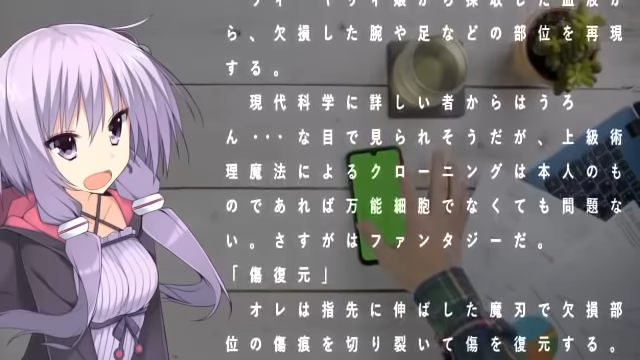 ら、欠損した腕や足などの部位を再現
する。
　現代科学に詳しい者からはうろ
ん・・・な目で見られそうだが、上級術
理魔法によるクローニングは本人のも
のであれば万能細胞でなくても問題な
い。さすがはファンタジーだ。
「傷復元」
　オレは指先に伸ばした魔刃で欠損部
位の傷痕を切り裂いて傷を復元する。